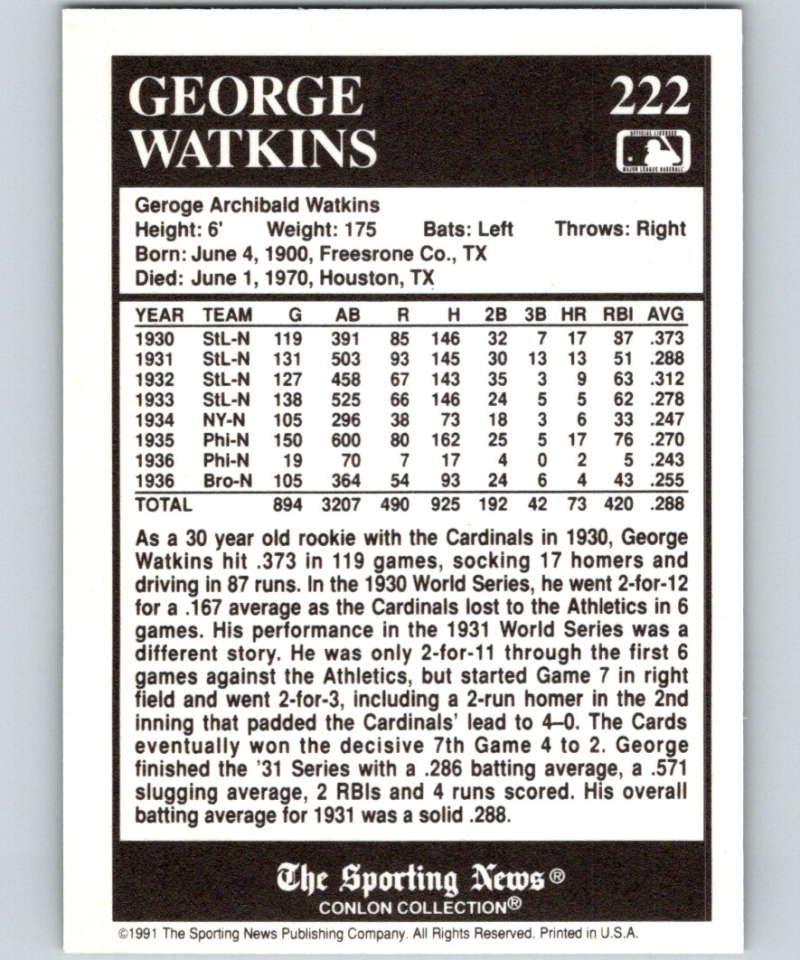 GEORGE 222
WATKINS
OFFICIAL LICENSEE
MAJOR LEAGUE BASEBALL
Geroge Archibald Watkins
Height: 6' Weight: 175 Bats: Left Throws: Right
Born: June 4, 1900, Freesrone Co., TX
Died: June 1, 1970, Houston, TX
YEAR TEAM G AB R H 2B 3B HR RBI AVG
1930 StL-N 119 391 85 146 32 7 17 87 .373
1931 StL-N 131 503 93 145 30 13 13 51 .288
1932 StL-N 127 458 67 143 35 3 9 63 .312
1933 StL-N 138 525 66 146 24 5 5 62 .278
1934 NY-N 105 296 38 73 18 3 6 33 .247
1935 Phi-N 150 600 80 162 25 5 17 76 .270
1936 Phi-N 19 70 7 17 4 0 2 5 .243
1936 Bro-N 105 364 54 93 24 6 4 43 .255
TOTAL 894 3207 490 925 192 42 73 420 .288
As a 30 year old rookie with the Cardinals in 1930, George
Watkins hit .373 in 119 games, socking 17 homers and
driving in 87 runs. In the 1930 World Series, he went 2-for-12
for a .167 average as the Cardinals lost to the Athletics in 6
games. His performance in the 1931 World Series was a
different story. He was only 2-for-11 through the first 6
games against the Athletics, but started Game 7 in right
field and went 2-for-3, including a 2-run homer in the 2nd
inning that padded the Cardinals' lead to 4–0. The Cards
eventually won the decisive 7th Game 4 to 2. George
finished the '31 Series with a .286 batting average, a .571
slugging average, 2 RBIs and 4 runs scored. His overall
batting average for 1931 was a solid .288.
The Sporting News®
CONLON COLLECTION®
©1991 The Sporting News Publishing Company. All Rights Reserved. Printed in U.S.A.